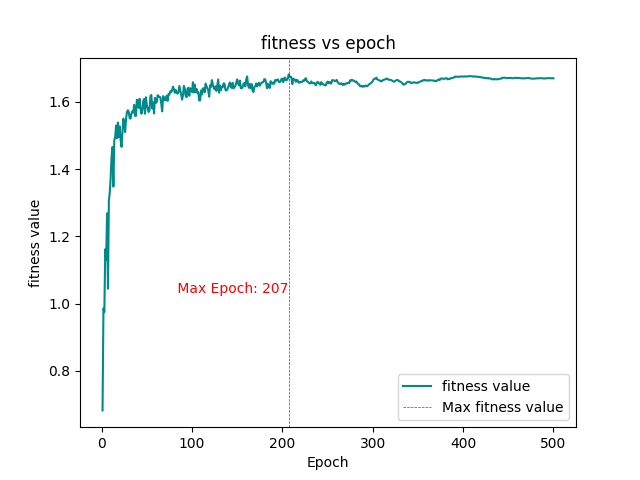 fitness vs epoch
fitness value
1.6
1.4
1.2
1.0
0.8
Max Epoch: 207
fitness value
Max fitness value
0 100 200 300 400 500
Epoch